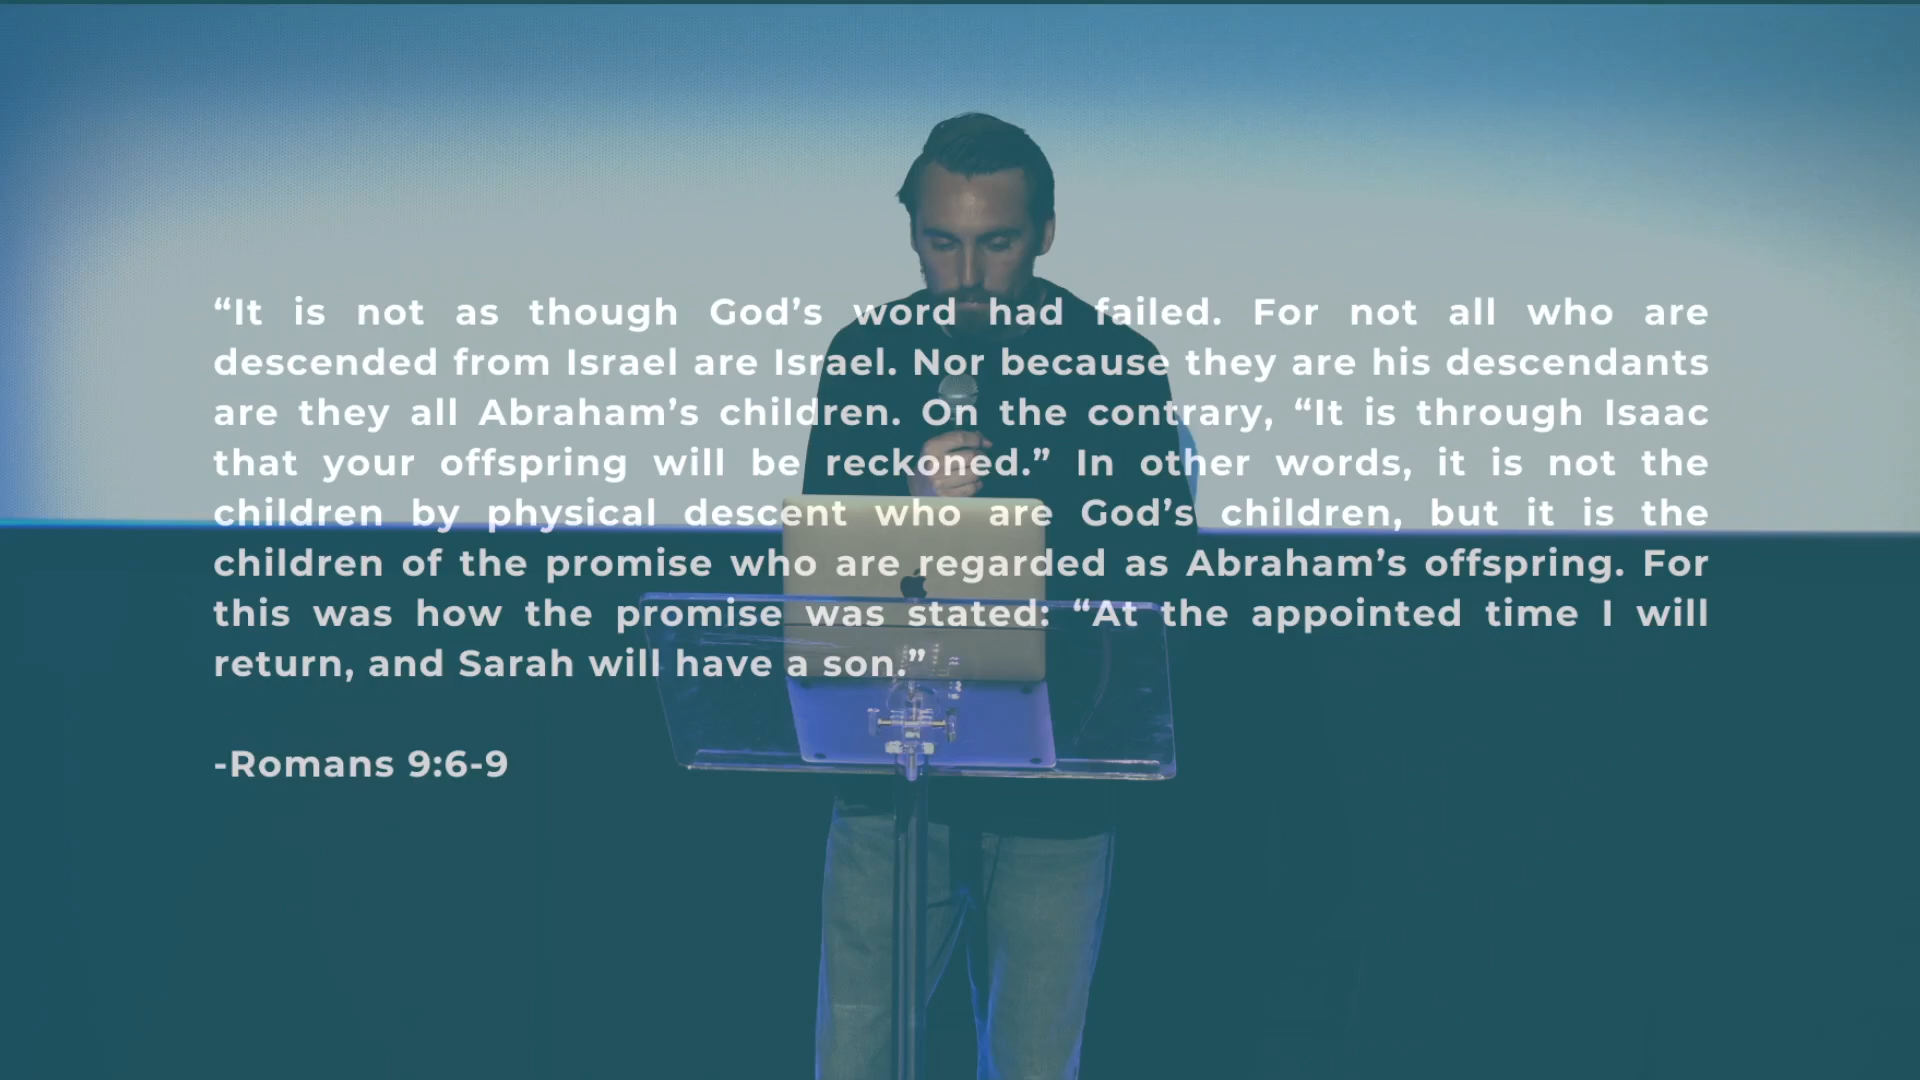 “It is not as though God’s word had failed. For not all who are
descended from Israel are Israel. Nor because they are his descendants
are they all Abraham’s children. On the contrary, “It is through Isaac
that your offspring will be reckoned.” In other words, it is not the
children by physical descent who are God’s children, but it is the
children of the promise who are regarded as Abraham’s offspring. For
this was how the promise was stated: “At the appointed time I will
return, and Sarah will have a son.”
-Romans 9:6-9